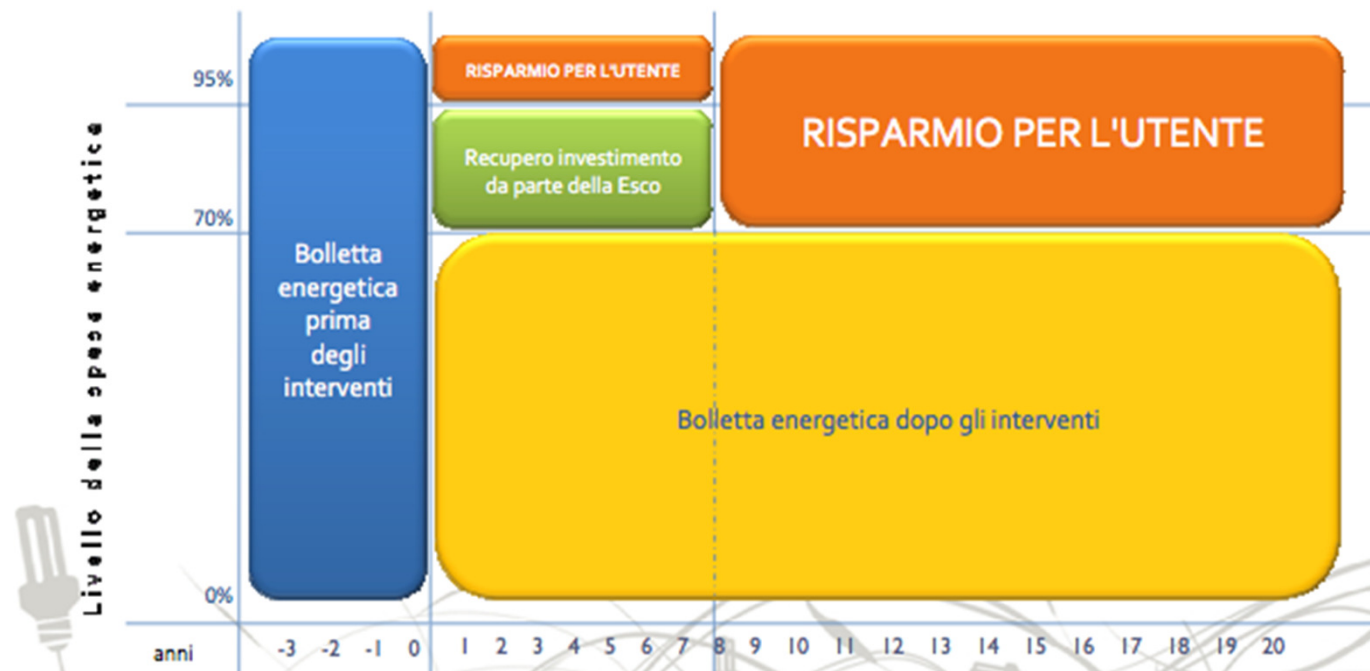 95%
70%
0%
Livello della spesa energetica
Bolletta
energetica
prima
degli
interventi
RISPARMIO PER L'UTENTE
Recupero investimento
da parte della Esco
RISPARMIO PER L'UTENTE
Bolletta energetica dopo gli interventi
anni -3 -2 -1 0 1 2 3 4 5 6 7 8 9 10 11 12 13 14 15 16 17 18 19 20